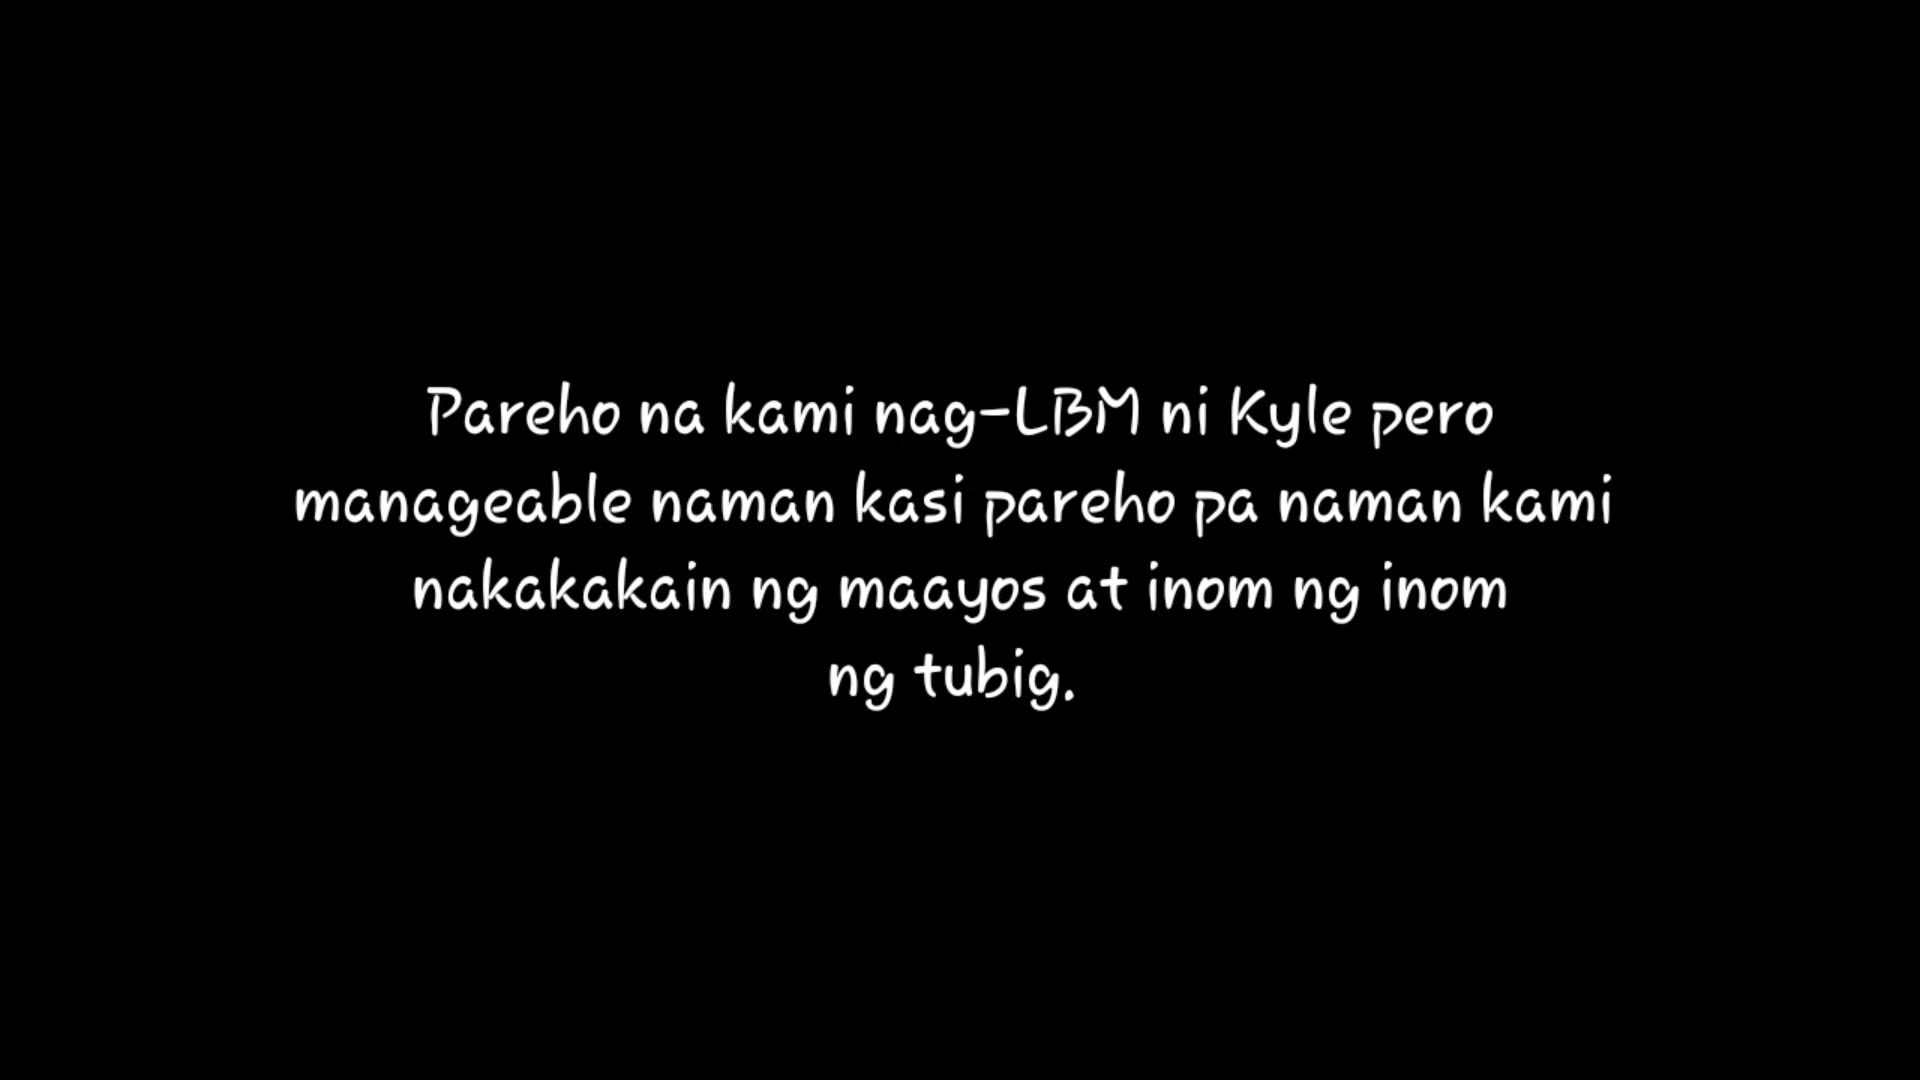 Pareho na kami nag-LBM ni Kyle pero
manageable naman kasi pareho pa naman kami
nakakakain ng maayos at inom ng inom
ng tubig.